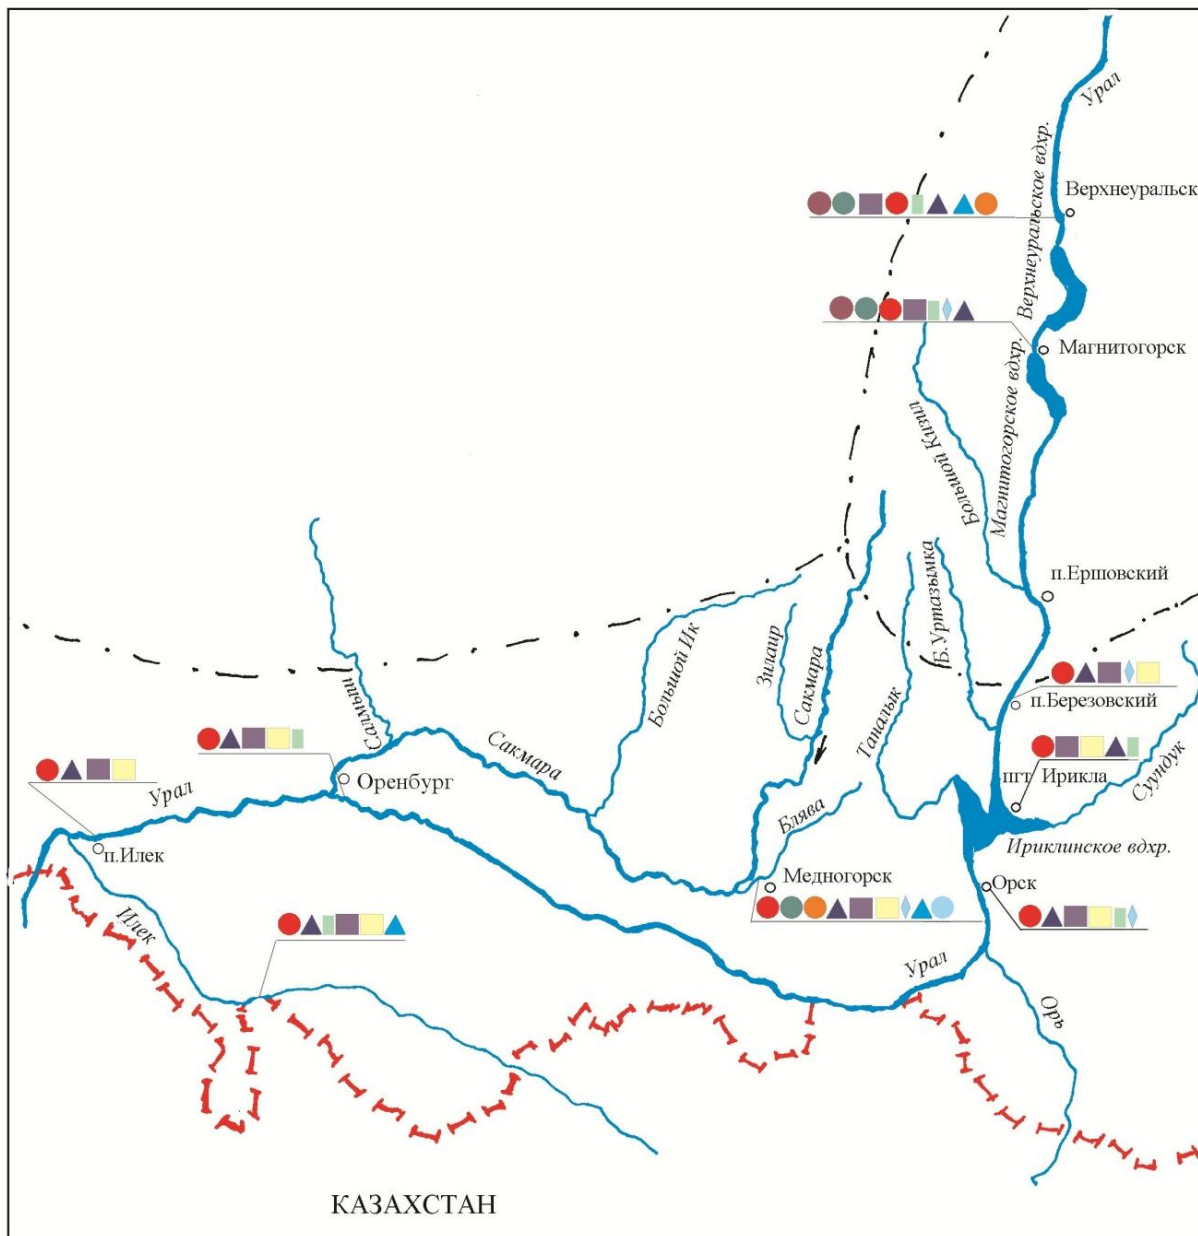 Урал
Верхнеуральское вдхр.
Верхнеуральск
Магнитогорск
Большой Кизил
Магнитогорское вдхр.
п.Ершовский
Б.Уртазымка
Большой Ик
Зилаир
Сакмара
Таналык
п.Березовский
Салмыш
Сакмара
пгт Ирикла
Суундук
Оренбург
Урал
Блява
п.Илек
Ириклинское вдхр.
Медногорск
Орск
Илек
Урал
Орь
КАЗАХСТАН